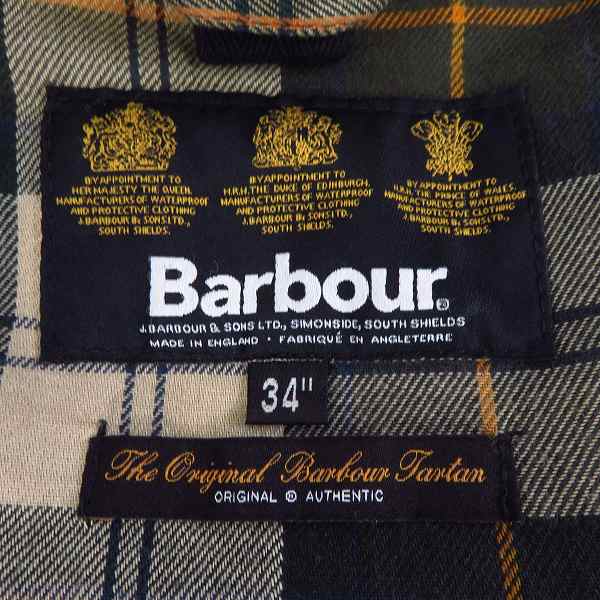 BY APPOINTMENT TO
HER MAJESTY THE QUEEN.
MANUFACTURERS OF WATERPROOF
AND PROTECTIVE CLOTHING
J.BARBOUR & SONS LTD.,
SOUTH SHIELDS.
BY APPOINTMENT TO
H.R.H. THE DUKE OF EDINBURGH.
MANUFACTURERS OF WATERPROOF
AND PROTECTIVE CLOTHING
J.BARBOUR & SONS LTD.,
SOUTH SHIELDS.
BY APPOINTMENT TO
H.R.H. THE PRINCE OF WALES.
MANUFACTURERS OF WATERPROOF
AND PROTECTIVE CLOTHING
J.BARBOUR & SONS LTD.,
SOUTH SHIELDS.
Barbour®
J.BARBOUR & SONS LTD., SIMONSIDE, SOUTH SHIELDS
MADE IN ENGLAND · FABRIQUÉ EN ANGLETERRE
34"
The Original Barbour Tartan
ORIGINAL ® AUTHENTIC